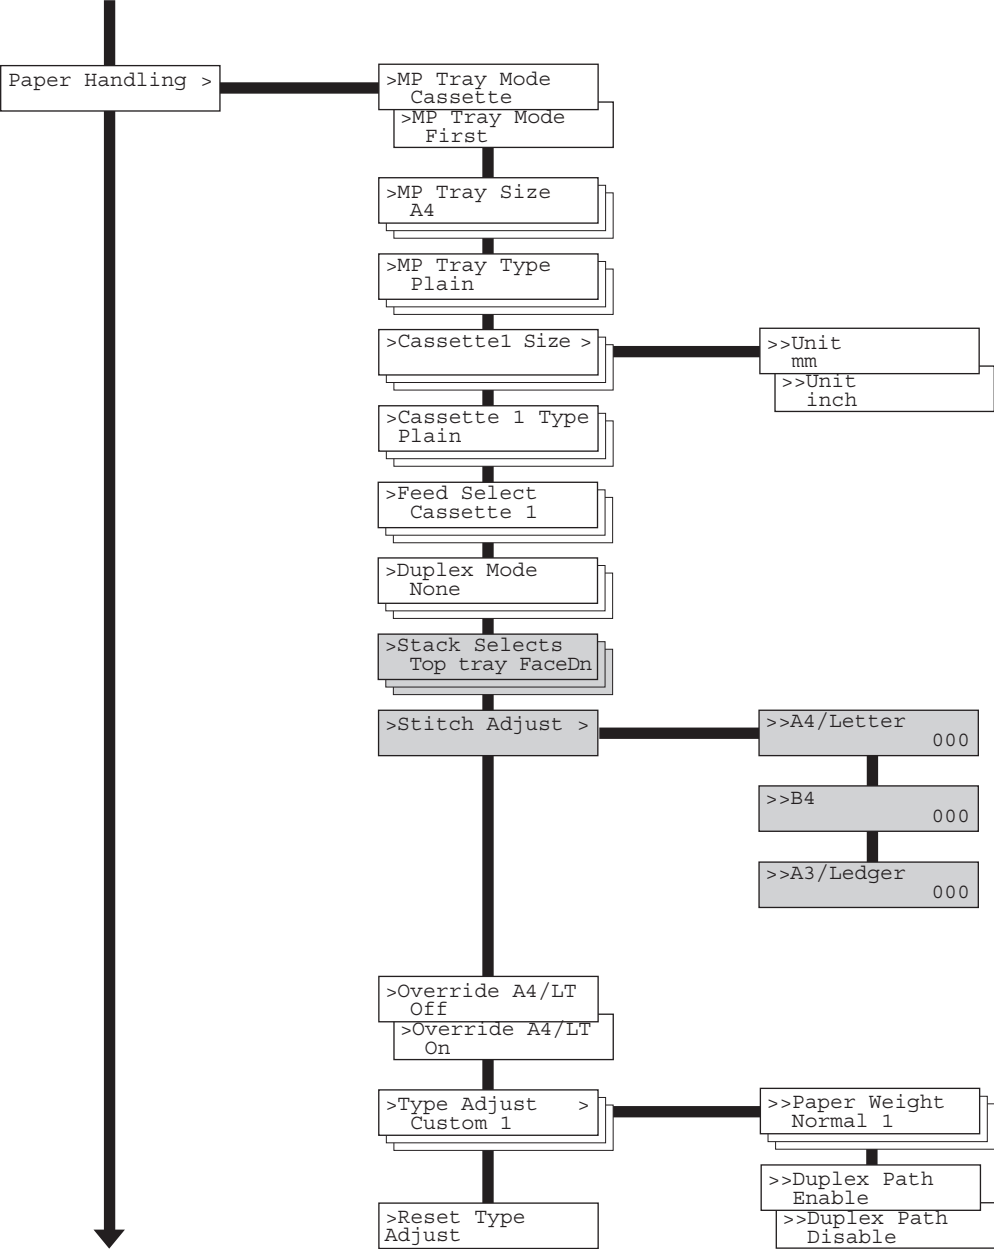 Paper Handling >
>MP Tray Mode
Cassette
>MP Tray Mode
First
>MP Tray Size
A4
>MP Tray Type
Plain
>Cassette1 Size >
>>Unit
mm
>>Unit
inch
>Cassette 1 Type
Plain
>Feed Select
Cassette 1
>Duplex Mode
None
>Stack Selects
Top tray FaceDn
>Stitch Adjust >
>>A4/Letter
000
>>B4
000
>>A3/Ledger
000
>Override A4/LT
Off
>Override A4/LT
On
>Type Adjust >
Custom 1
>>Paper Weight
Normal 1
>>Duplex Path
Enable
>>Duplex Path
Disable
>Reset Type
Adjust